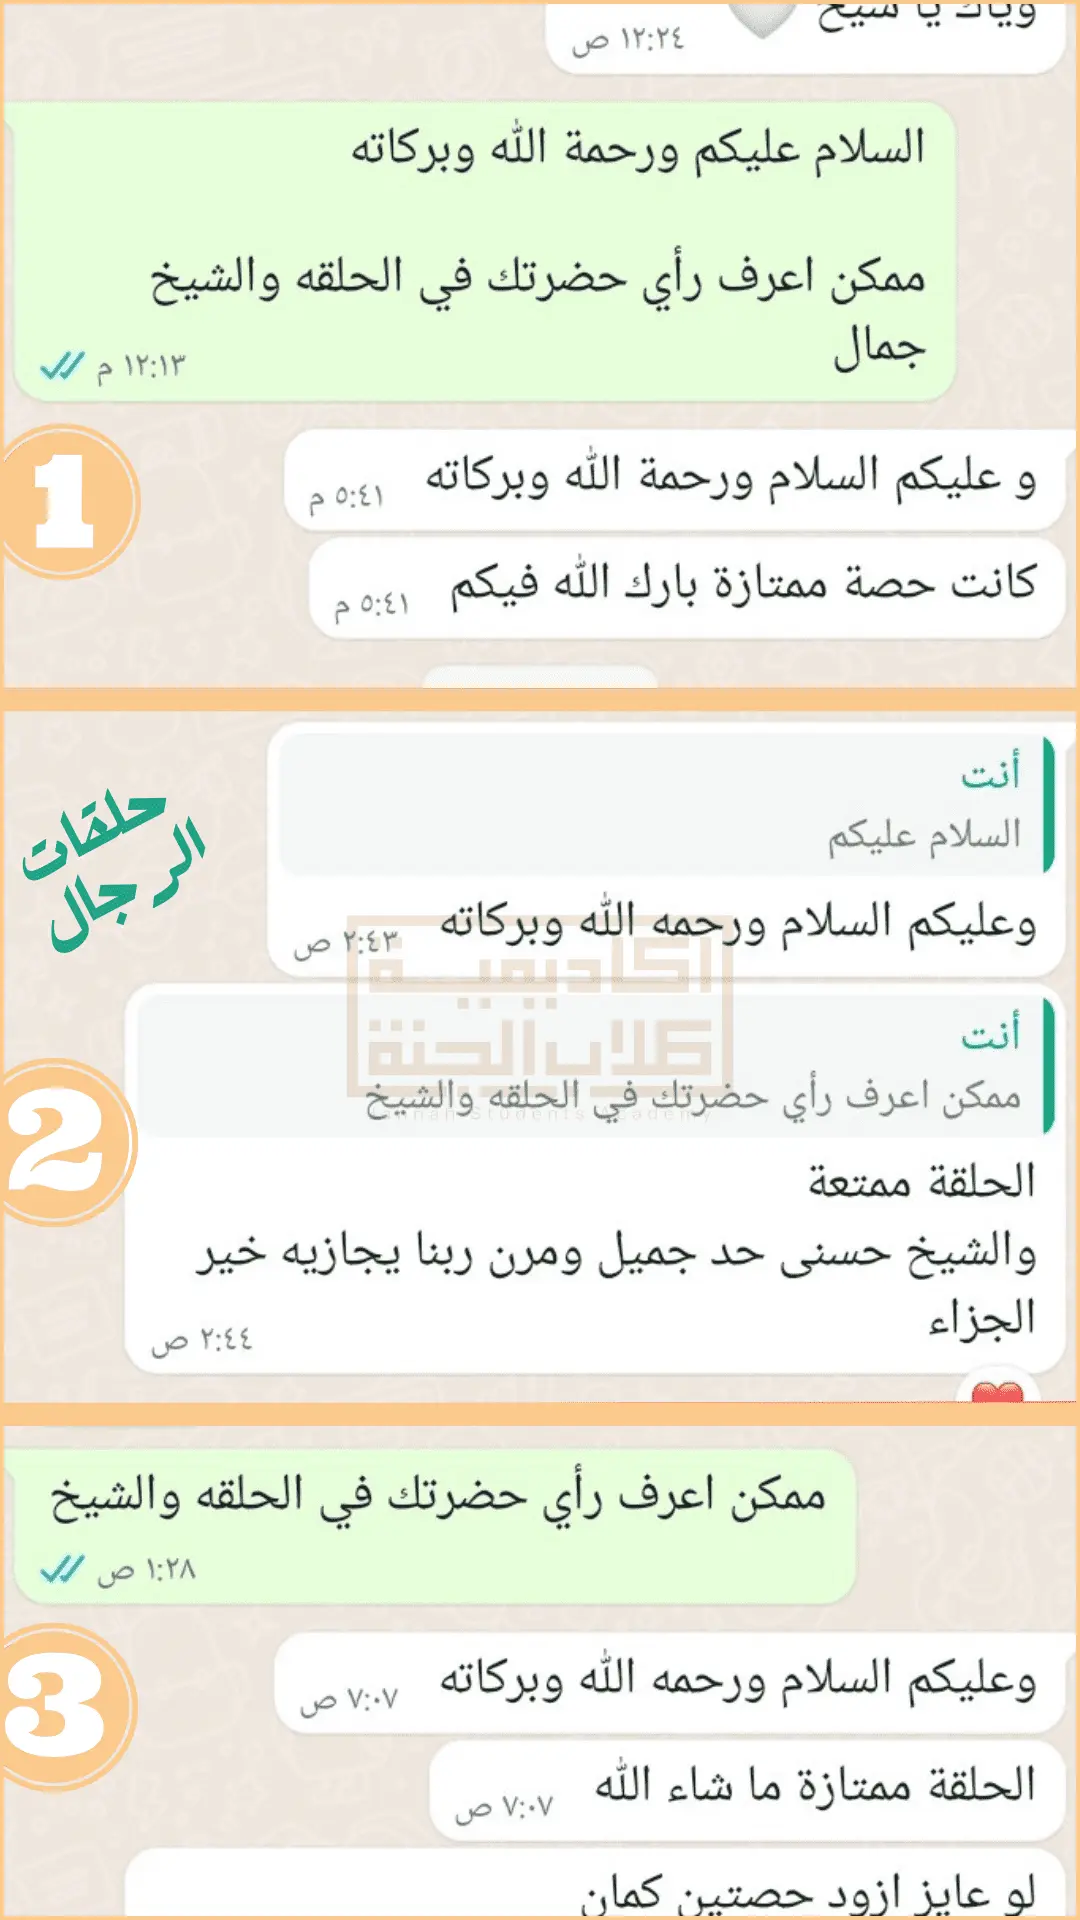 وياك يا شيخ
١٢:٢٤ ص
السلام عليكم ورحمة الله وبركاته
ممكن اعرف رأي حضرتك في الحلقه والشيخ
جمال
١٢:١٣ م
1
و عليكم السلام ورحمة الله وبركاته
٥:٤١ م
كانت حصة ممتازة بارك الله فيكم
٥:٤١ م
حلقات
الرجال
أنت
السلام عليكم
وعليكم السلام ورحمه الله وبركاته
٢:٤٣ ص
أكاديمية
طلاب الجنة
Jannah Students Academy
2
أنت
ممكن اعرف رأي حضرتك في الحلقه والشيخ
الحلقة ممتعة
والشيخ حسنى حد جميل ومرن ربنا يجازيه خير
الجزاء
٢:٤٤ ص
ممكن اعرف رأي حضرتك في الحلقه والشيخ
١:٢٨ ص
3
وعليكم السلام ورحمه الله وبركاته
٧:٠٧ ص
الحلقة ممتازة ما شاء الله
٧:٠٧ ص
لو عايز ازود حصتين كمان